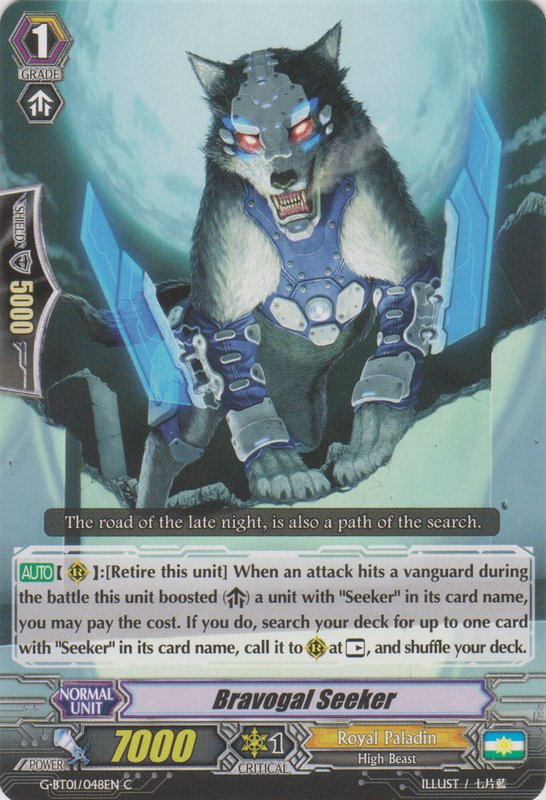 1
GRADE
SHIELD
5000
The road of the late night, is also a path of the search.
AUTO【 R 】:[Retire this unit] When an attack hits a vanguard during
the battle this unit boosted ( ) a unit with "Seeker" in its card name,
you may pay the cost. If you do, search your deck for up to one card
with "Seeker" in its card name, call it to R at , and shuffle your deck.
NORMAL
UNIT
Bravogal Seeker
POWER
7000
1
CRITICAL
Royal Paladin
High Beast
G-BT01/048EN C
ILLUST / 七片藍